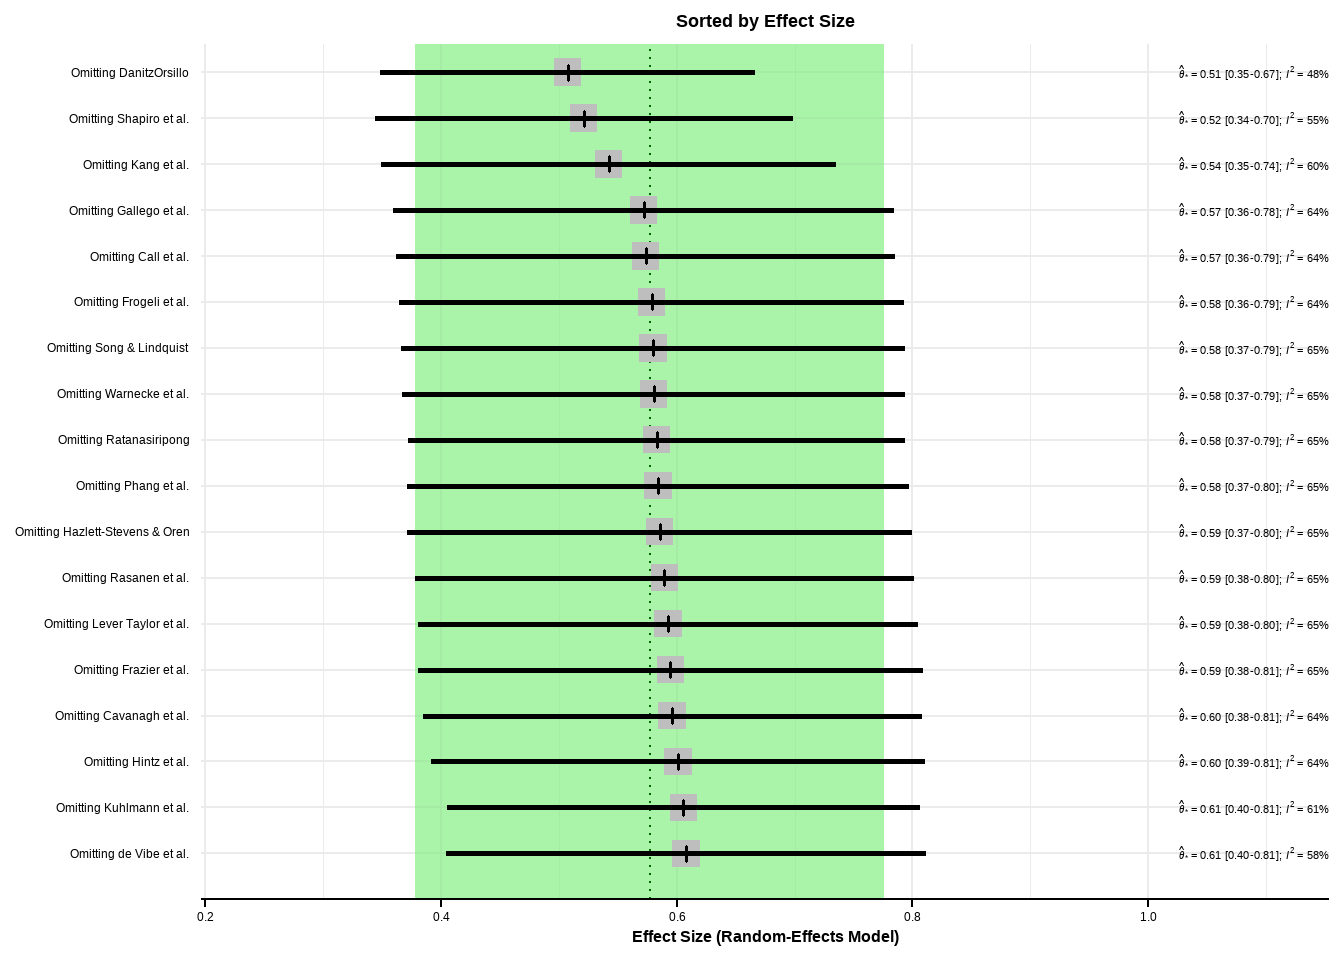 Sorted by Effect Size
Omitting DanitzOrsillo θ̂* = 0.51 [0.35-0.67]; I² = 48%
Omitting Shapiro et al. θ̂* = 0.52 [0.34-0.70]; I² = 55%
Omitting Kang et al. θ̂* = 0.54 [0.35-0.74]; I² = 60%
Omitting Gallego et al. θ̂* = 0.57 [0.36-0.78]; I² = 64%
Omitting Call et al. θ̂* = 0.57 [0.36-0.79]; I² = 64%
Omitting Frogeli et al. θ̂* = 0.58 [0.36-0.79]; I² = 64%
Omitting Song & Lindquist θ̂* = 0.58 [0.37-0.79]; I² = 65%
Omitting Warnecke et al. θ̂* = 0.58 [0.37-0.79]; I² = 65%
Omitting Ratanasiripong θ̂* = 0.58 [0.37-0.79]; I² = 65%
Omitting Phang et al. θ̂* = 0.58 [0.37-0.80]; I² = 65%
Omitting Hazlett-Stevens & Oren θ̂* = 0.59 [0.37-0.80]; I² = 65%
Omitting Rasanen et al. θ̂* = 0.59 [0.38-0.80]; I² = 65%
Omitting Lever Taylor et al. θ̂* = 0.59 [0.38-0.80]; I² = 65%
Omitting Frazier et al. θ̂* = 0.59 [0.38-0.81]; I² = 65%
Omitting Cavanagh et al. θ̂* = 0.60 [0.38-0.81]; I² = 64%
Omitting Hintz et al. θ̂* = 0.60 [0.39-0.81]; I² = 64%
Omitting Kuhlmann et al. θ̂* = 0.61 [0.40-0.81]; I² = 61%
Omitting de Vibe et al. θ̂* = 0.61 [0.40-0.81]; I² = 58%
0.2 0.4 0.6 0.8 1.0
Effect Size (Random-Effects Model)